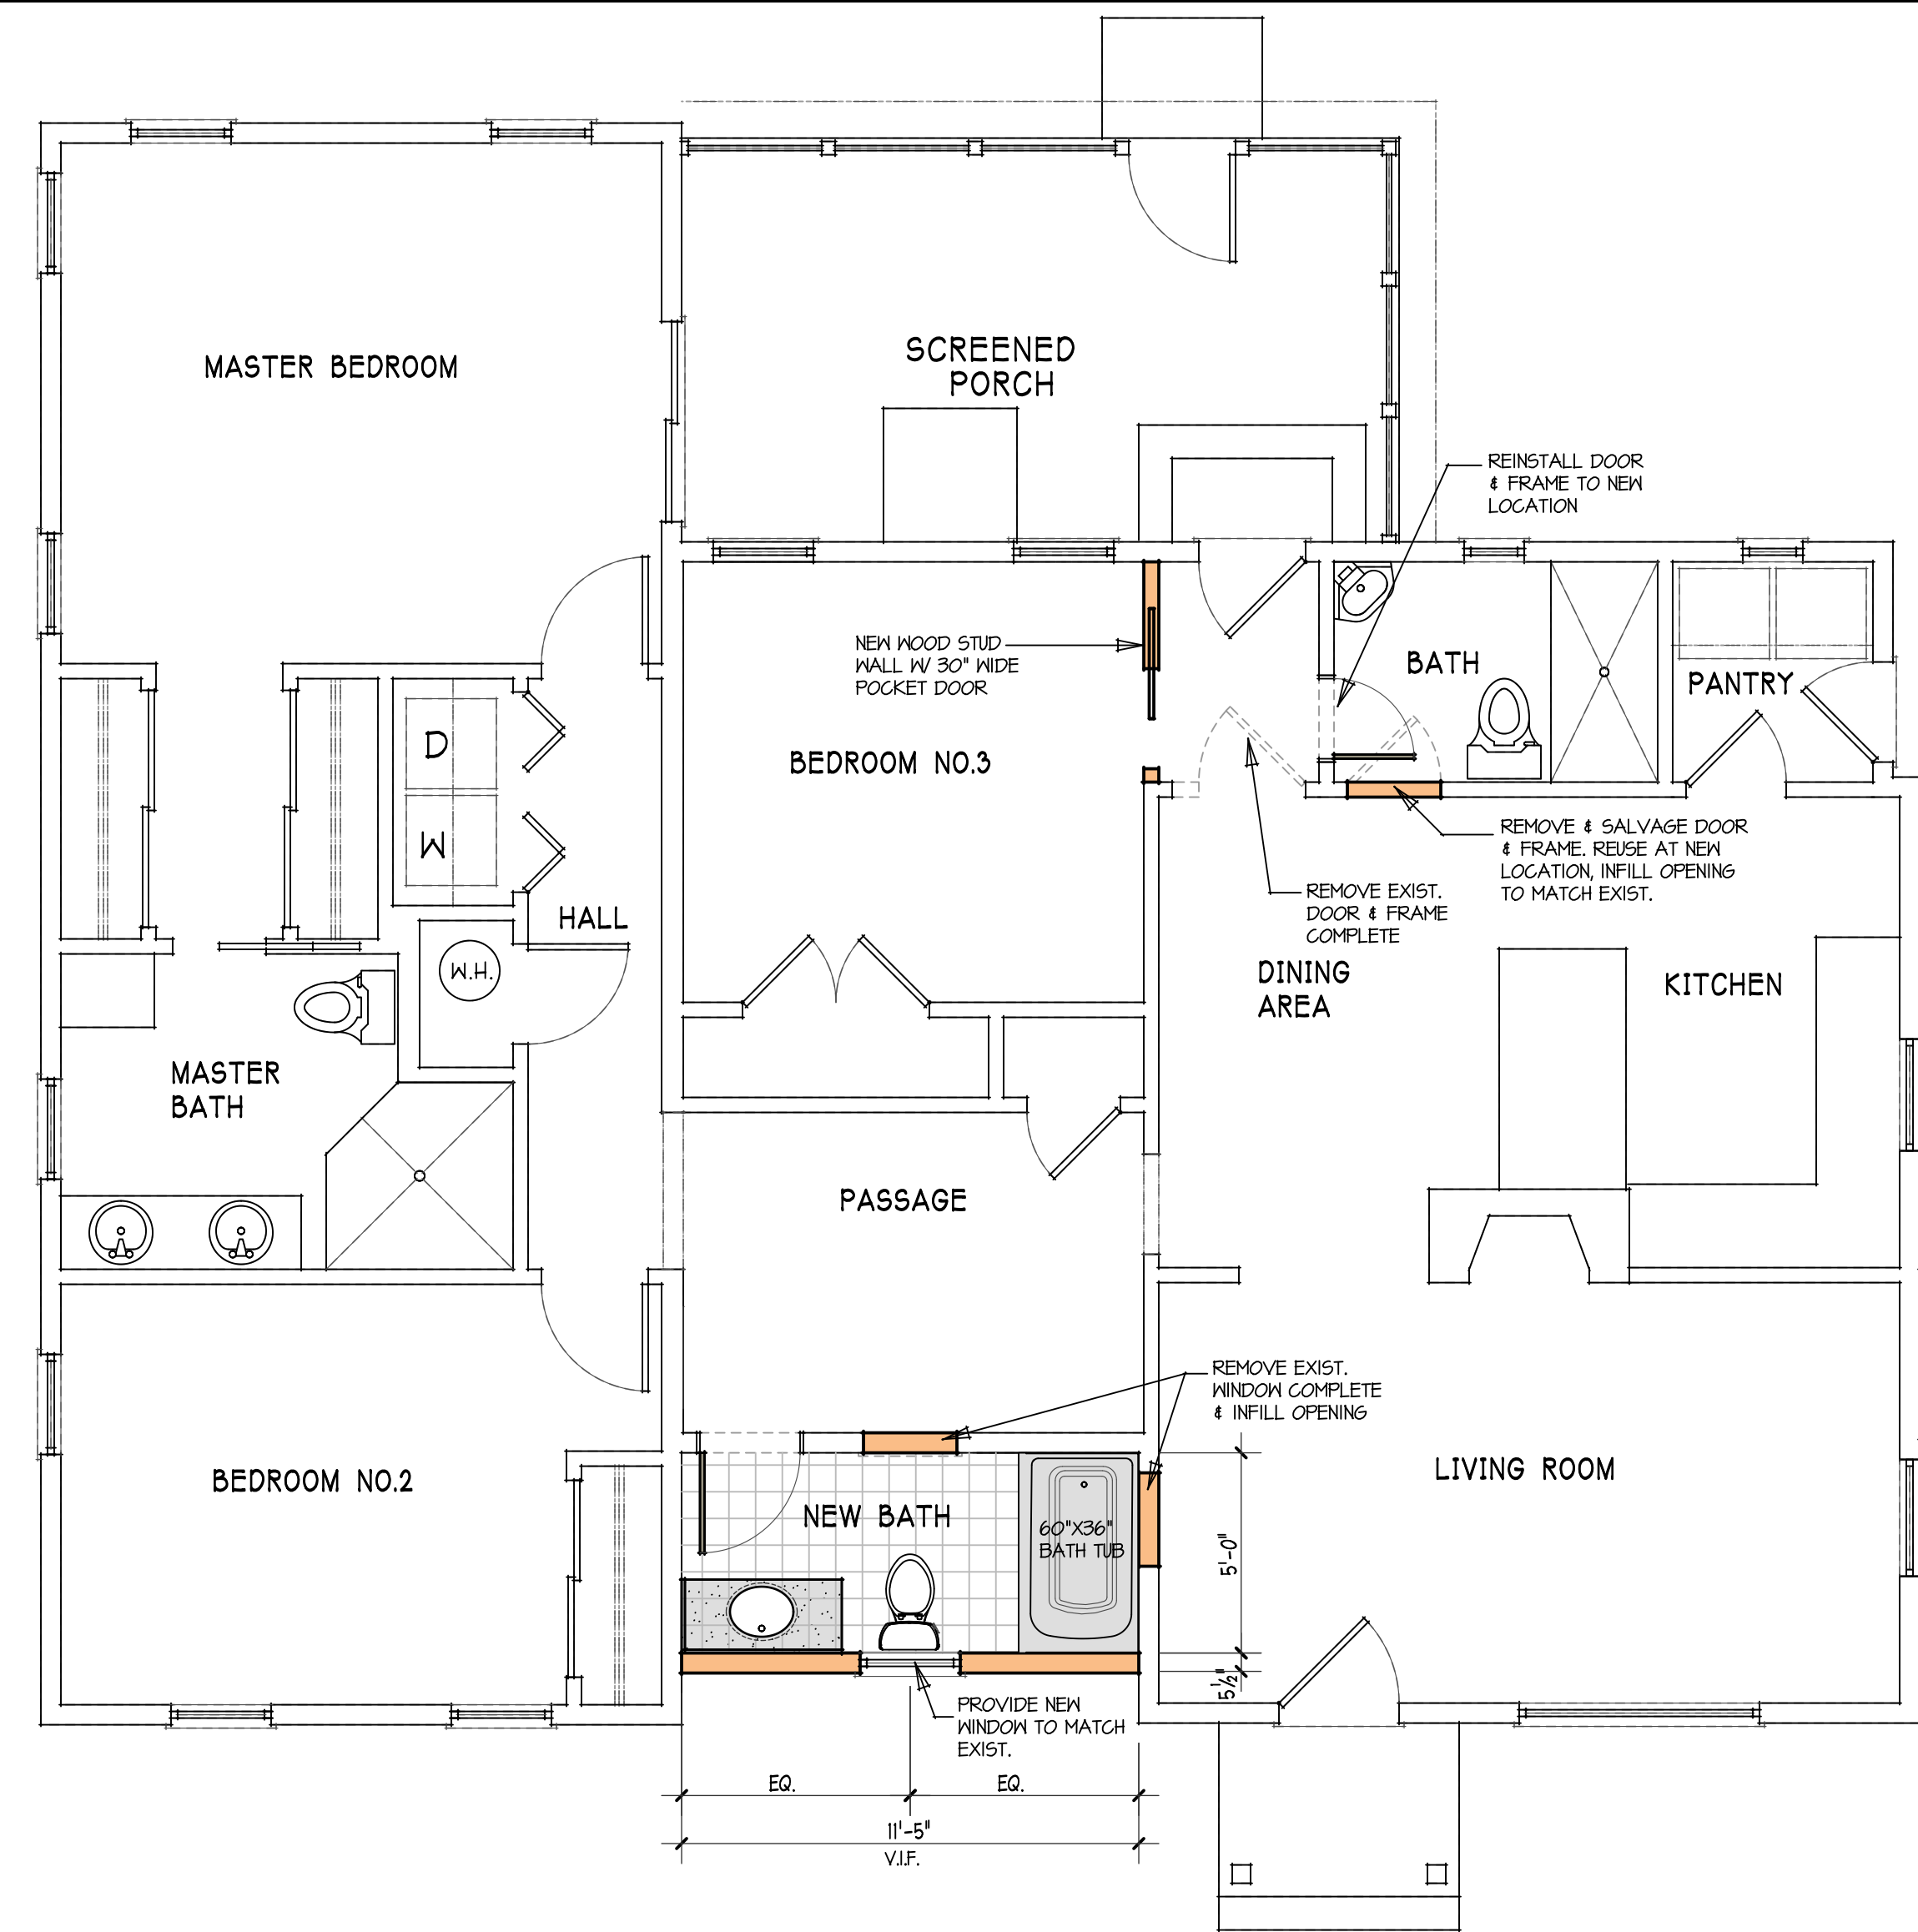 SCREENED
PORCH
MASTER BEDROOM
REINSTALL DOOR
& FRAME TO NEW
LOCATION
NEW WOOD STUD
WALL W/ 30" WIDE
POCKET DOOR
BATH
PANTRY
D
W
BEDROOM NO.3
REMOVE & SALVAGE DOOR
& FRAME. REUSE AT NEW
LOCATION, INFILL OPENING
TO MATCH EXIST.
REMOVE EXIST.
DOOR & FRAME
COMPLETE
HALL
W.H.
DINING
AREA
KITCHEN
MASTER
BATH
PASSAGE
REMOVE EXIST.
WINDOW COMPLETE
& INFILL OPENING
BEDROOM NO.2
LIVING ROOM
NEW BATH
60"X36"
BATH TUB
5'-0"
5½"
PROVIDE NEW
WINDOW TO MATCH
EXIST.
EQ.
EQ.
11'-5"
V.I.F.